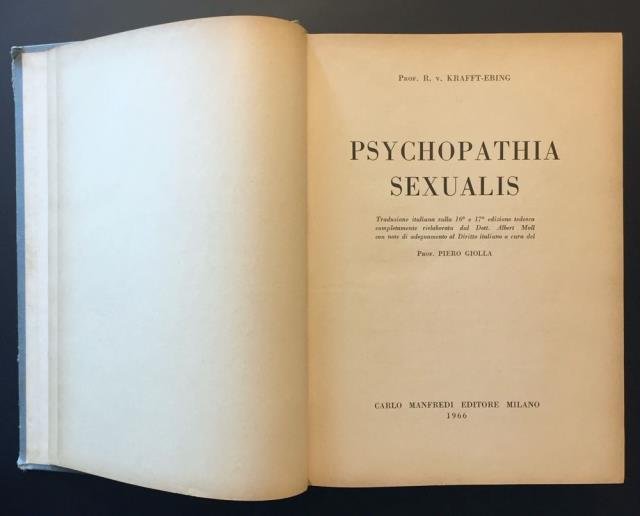 Prof. R. v. KRAFFT-EBING
PSYCHOPATHIA
SEXUALIS
Traduzione italiana sulla 16ª e 17ª edizione tedesca
completamente rielaborata dal Dott. Albert Moll
con note di adeguamento al Diritto italiano a cura del
Prof. PIERO GIOLLA
CARLO MANFREDI EDITORE MILANO
1966